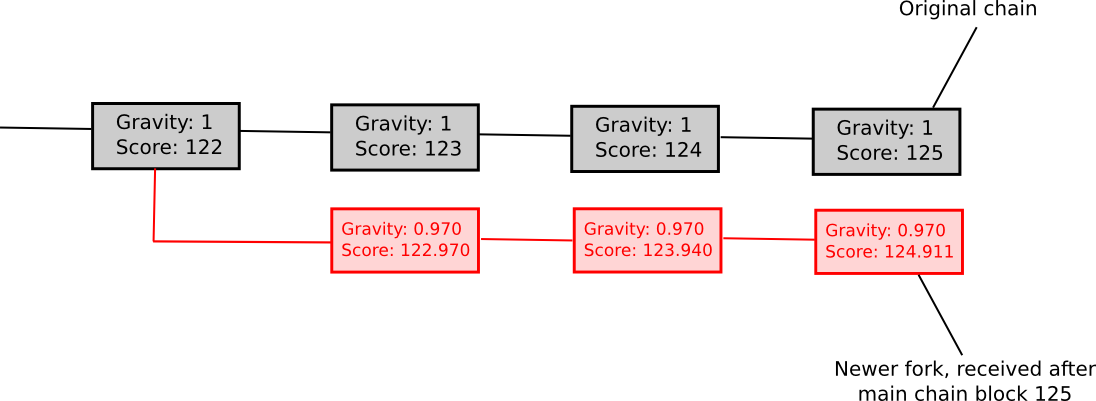 Original chain
Gravity: 1
Score: 122
Gravity: 1
Score: 123
Gravity: 1
Score: 124
Gravity: 1
Score: 125
Gravity: 0.970
Score: 122.970
Gravity: 0.970
Score: 123.940
Gravity: 0.970
Score: 124.911
Newer fork, received after
main chain block 125